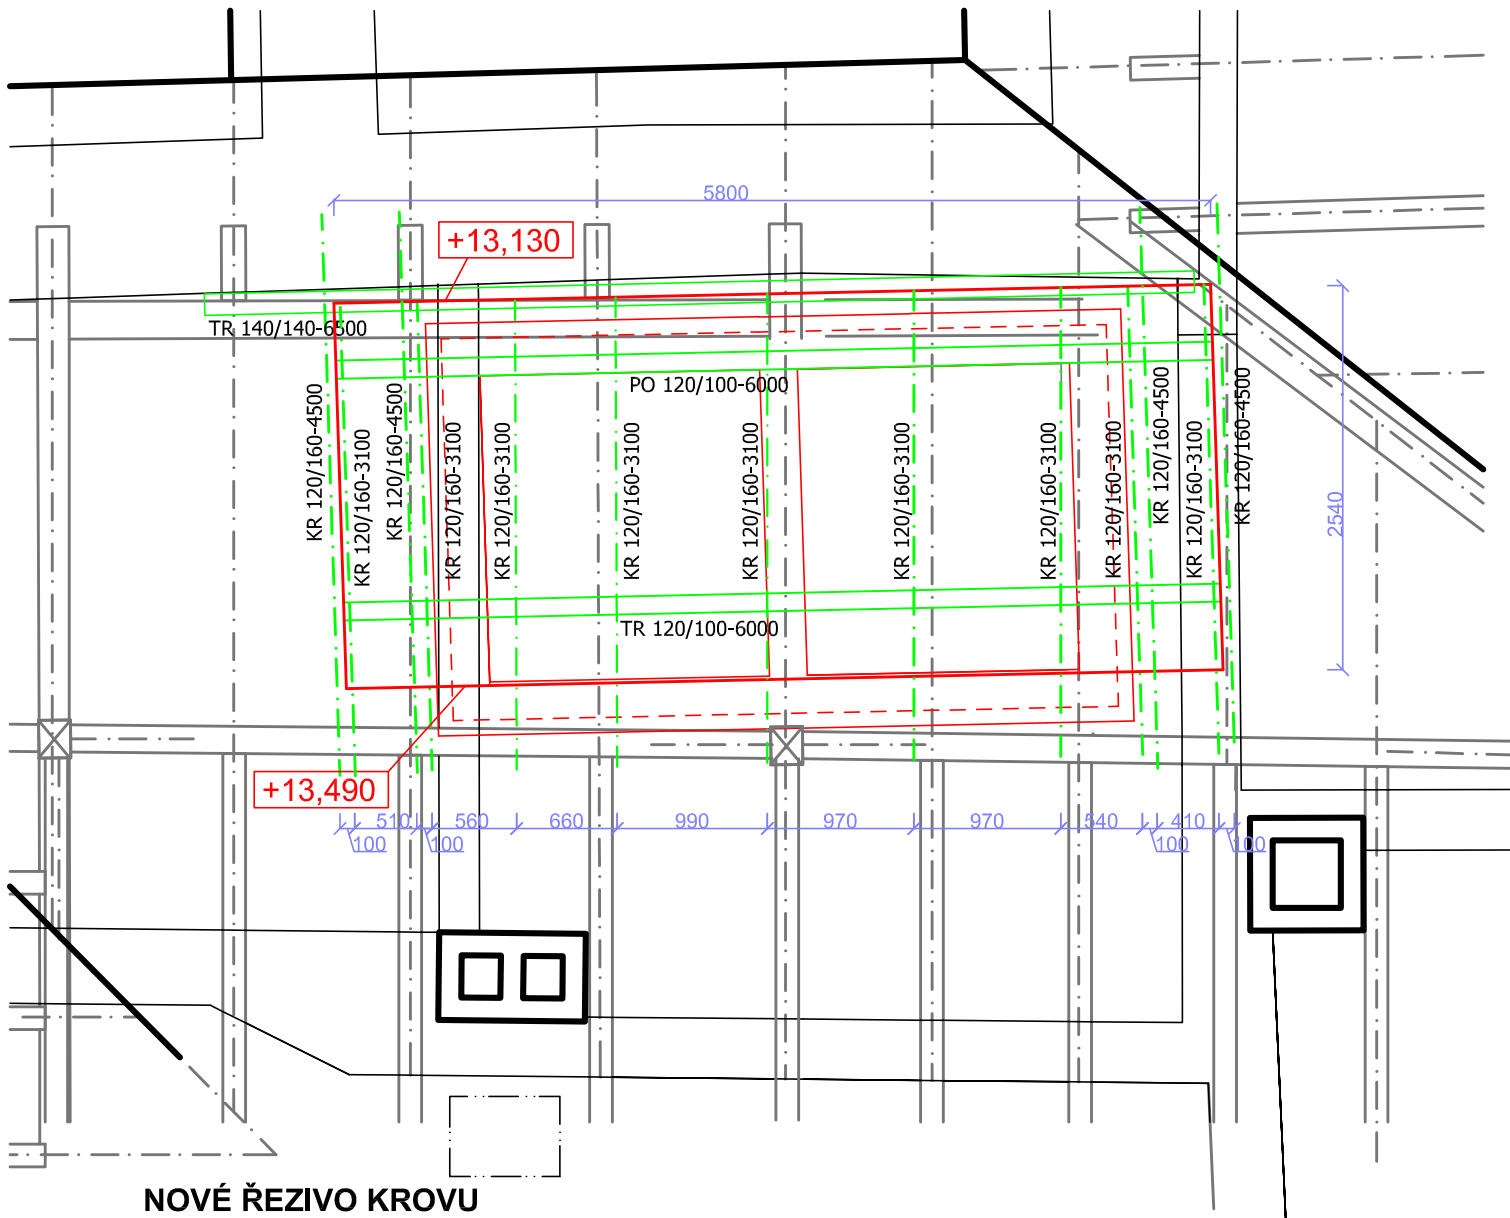 5800
+13,130
TR 140/140-6500
PO 120/100-6000
KR 120/160-4500
KR 120/160-3100
KR 120/160-4500
KR 120/160-3100
KR 120/160-3100
KR 120/160-3100
KR 120/160-3100
KR 120/160-3100
KR 120/160-3100
KR 120/160-3100
KR 120/160-4500
KR 120/160-3100
KR 120/160-4500
2540
TR 120/100-6000
+13,490
510 560 660 990 970 970 540 410
100 100 100 100
NOVÉ ŘEZIVO KROVU